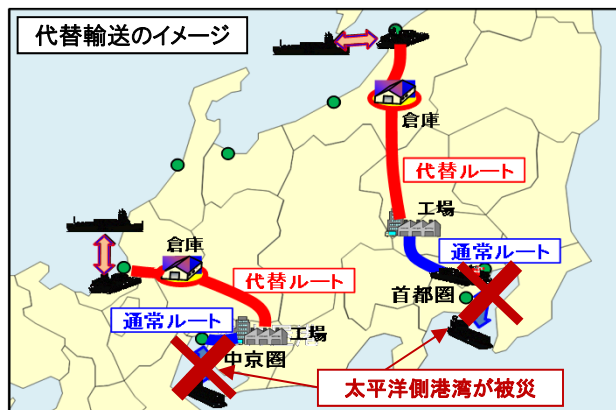 代替輸送のイメージ
倉庫
代替ルート
工場
通常ルート
首都圏
倉庫
代替ルート
通常ルート
工場
中京圏
太平洋側港湾が被災